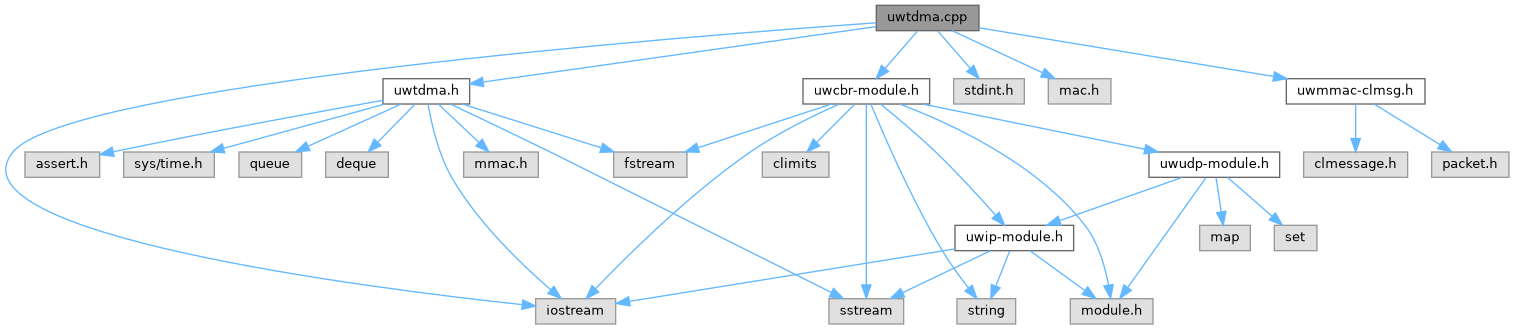 uwtdma.cpp
uwtdma.h
uwcbr-module.h
stdint.h
mac.h
uwmmac-clmsg.h
assert.h
sys/time.h
queue
deque
mmac.h
fstream
climits
uwudp-module.h
clmessage.h
packet.h
uwip-module.h
map
set
iostream
sstream
string
module.h